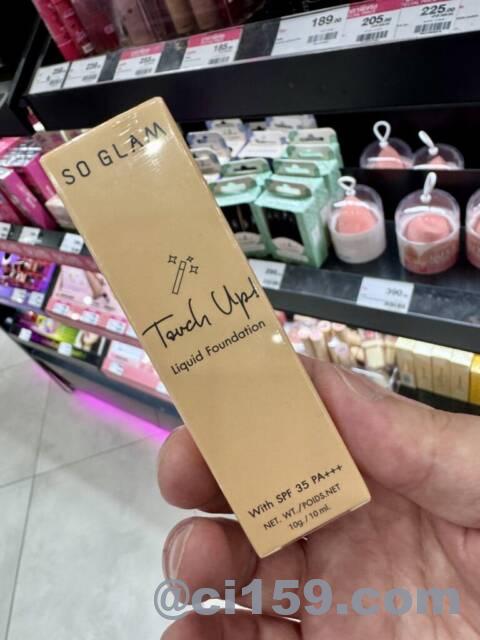 189.00
205.00
225.00
185.00
SO GLAM
Touch Up!
Liquid Foundation
With SPF 35 PA+++
NET. WT./POIDS.NET
10g./10 ml.
390.-
@ci159.com